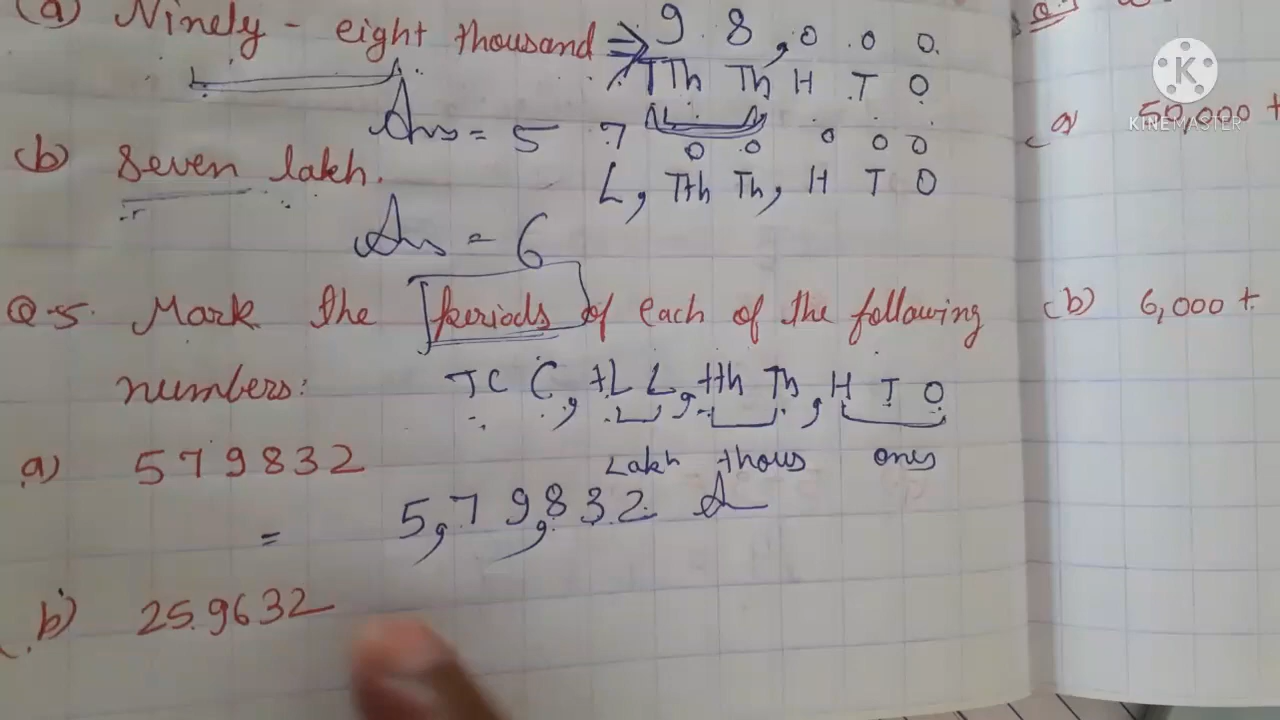 (a) Ninely - eight thousand ⇒ 9 8, 0 0 0.
TTh Th H T O
Ans = 5 7
0 0 0 0 0
(b) Seven lakh.
L, Tth Th, H T O
Ans = 6
Q.5. Mark the periods of each of the following
numbers: TC C, tL L, tth Th, H T O
Lakh thous ones
a) 579832
= 5,79,832 A
b) 259632
KINEMASTER
(a) 50,000 +
(b) 6,000 +